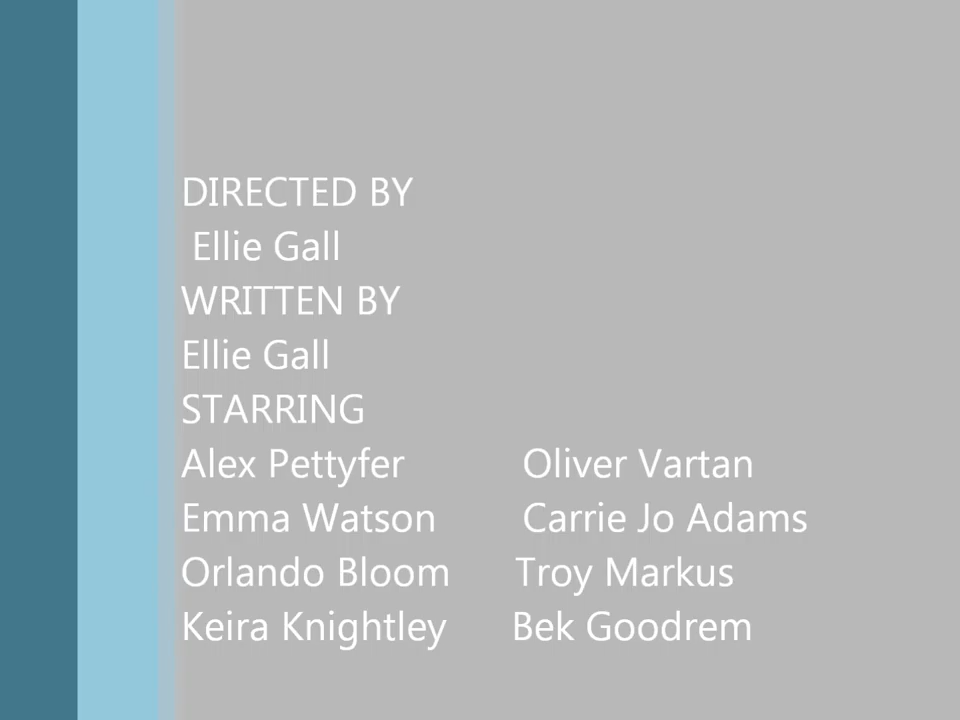 DIRECTED BY
Ellie Gall
WRITTEN BY
Ellie Gall
STARRING
Alex Pettyfer Oliver Vartan
Emma Watson Carrie Jo Adams
Orlando Bloom Troy Markus
Keira Knightley Bek Goodrem